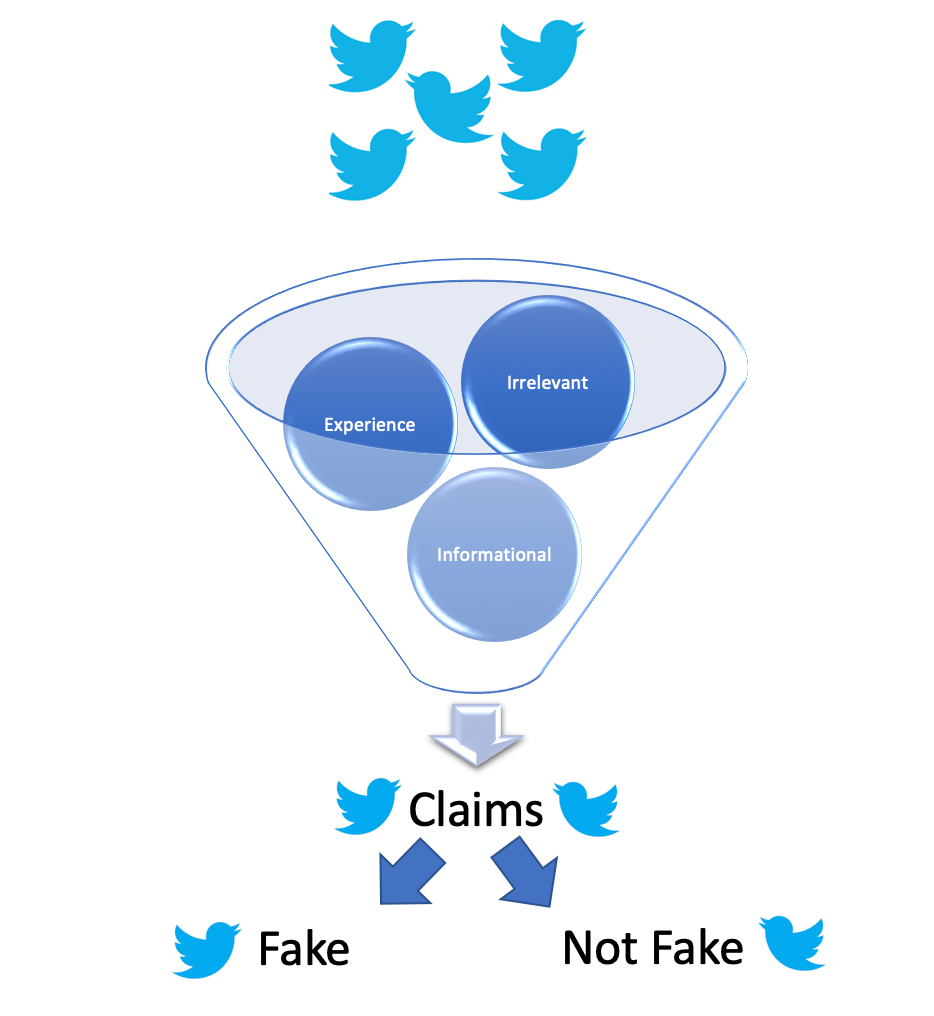 Irrelevant
Experience
Informational
Claims
Fake
Not Fake